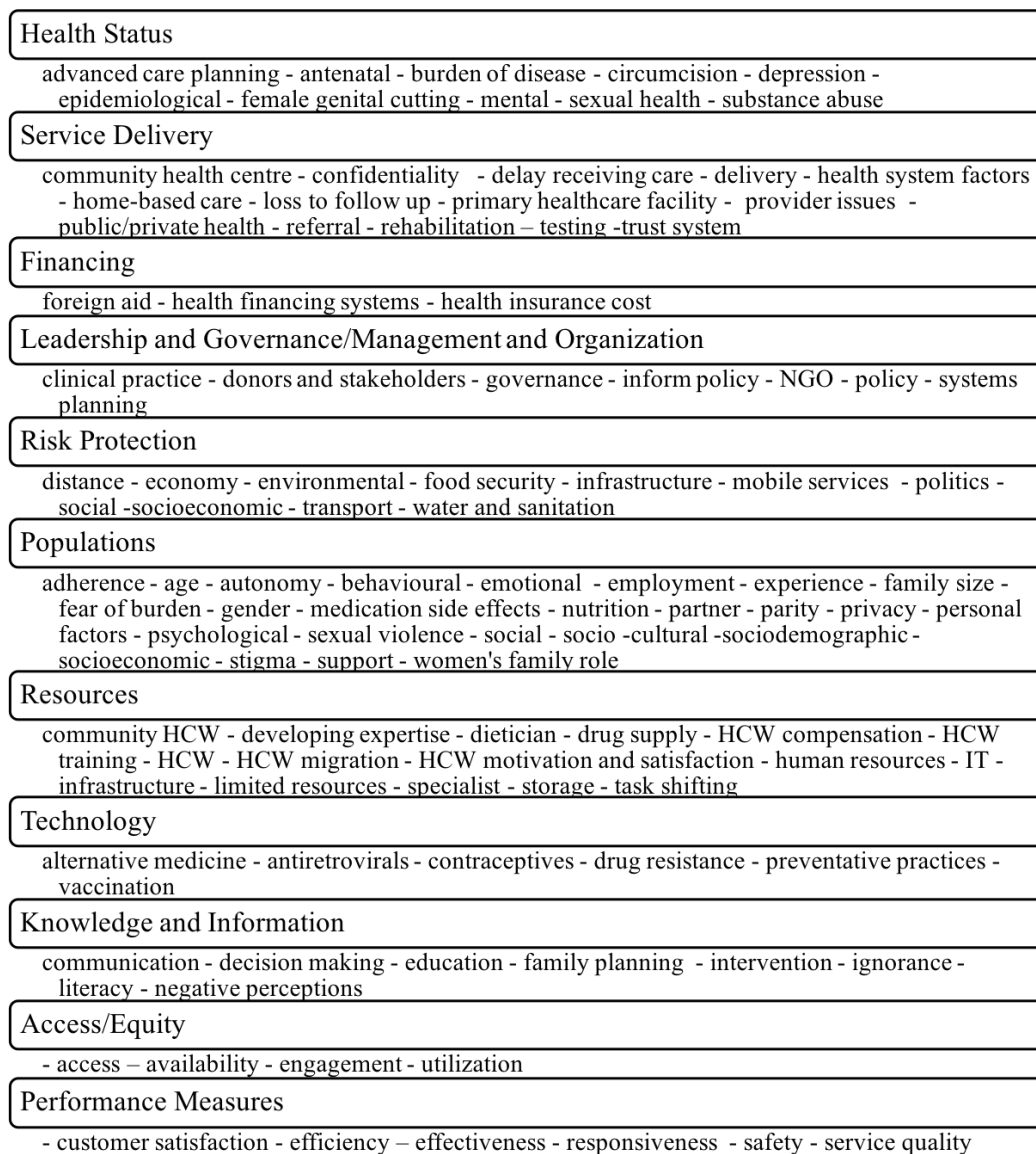 Health Status
advanced care planning - antenatal - burden of disease - circumcision - depression -
epidemiological - female genital cutting - mental - sexual health - substance abuse
Service Delivery
community health centre - confidentiality - delay receiving care - delivery - health system factors
- home-based care - loss to follow up - primary healthcare facility - provider issues -
public/private health - referral - rehabilitation – testing -trust system
Financing
foreign aid - health financing systems - health insurance cost
Leadership and Governance/Management and Organization
clinical practice - donors and stakeholders - governance - inform policy - NGO - policy - systems
planning
Risk Protection
distance - economy - environmental - food security - infrastructure - mobile services - politics -
social -socioeconomic - transport - water and sanitation
Populations
adherence - age - autonomy - behavioural - emotional - employment - experience - family size -
fear of burden - gender - medication side effects - nutrition - partner - parity - privacy - personal
factors - psychological - sexual violence - social - socio -cultural -sociodemographic -
socioeconomic - stigma - support - women's family role
Resources
community HCW - developing expertise - dietician - drug supply - HCW compensation - HCW
training - HCW - HCW migration - HCW motivation and satisfaction - human resources - IT -
infrastructure - limited resources - specialist - storage - task shifting
Technology
alternative medicine - antiretrovirals - contraceptives - drug resistance - preventative practices -
vaccination
Knowledge and Information
communication - decision making - education - family planning - intervention - ignorance -
literacy - negative perceptions
Access/Equity
- access – availability - engagement - utilization
Performance Measures
- customer satisfaction - efficiency – effectiveness - responsiveness - safety - service quality